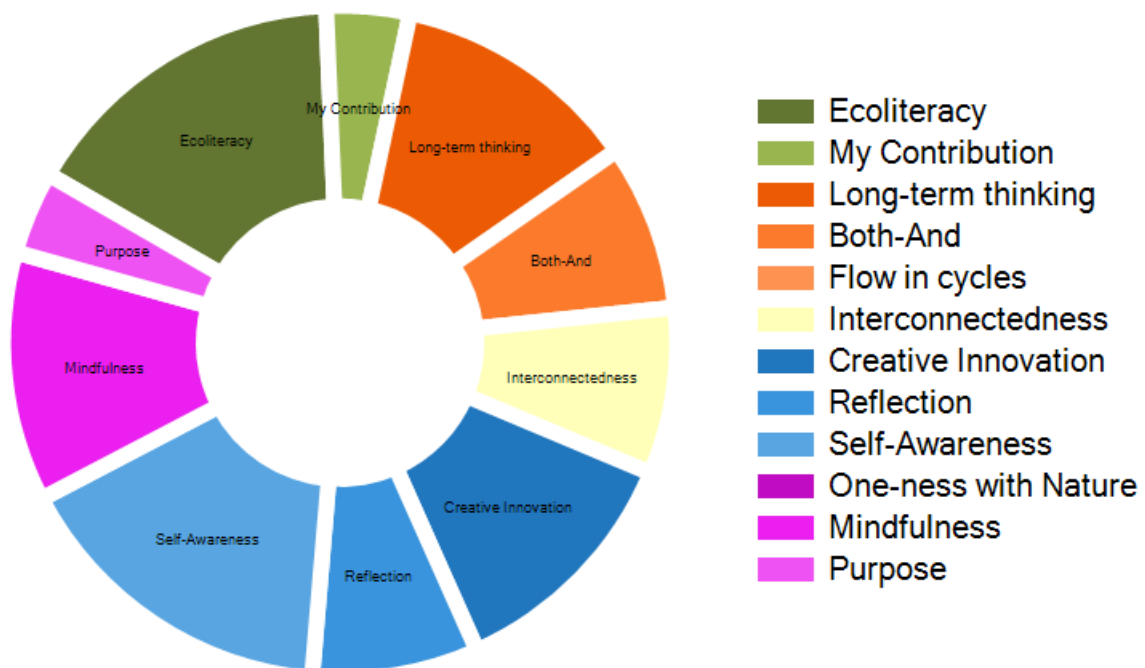 My Contribution
Ecoliteracy
Long-term thinking
Purpose
Both-And
Mindfulness
Interconnectedness
Creative Innovation
Self-Awareness
Reflection
Ecoliteracy
My Contribution
Long-term thinking
Both-And
Flow in cycles
Interconnectedness
Creative Innovation
Reflection
Self-Awareness
One-ness with Nature
Mindfulness
Purpose